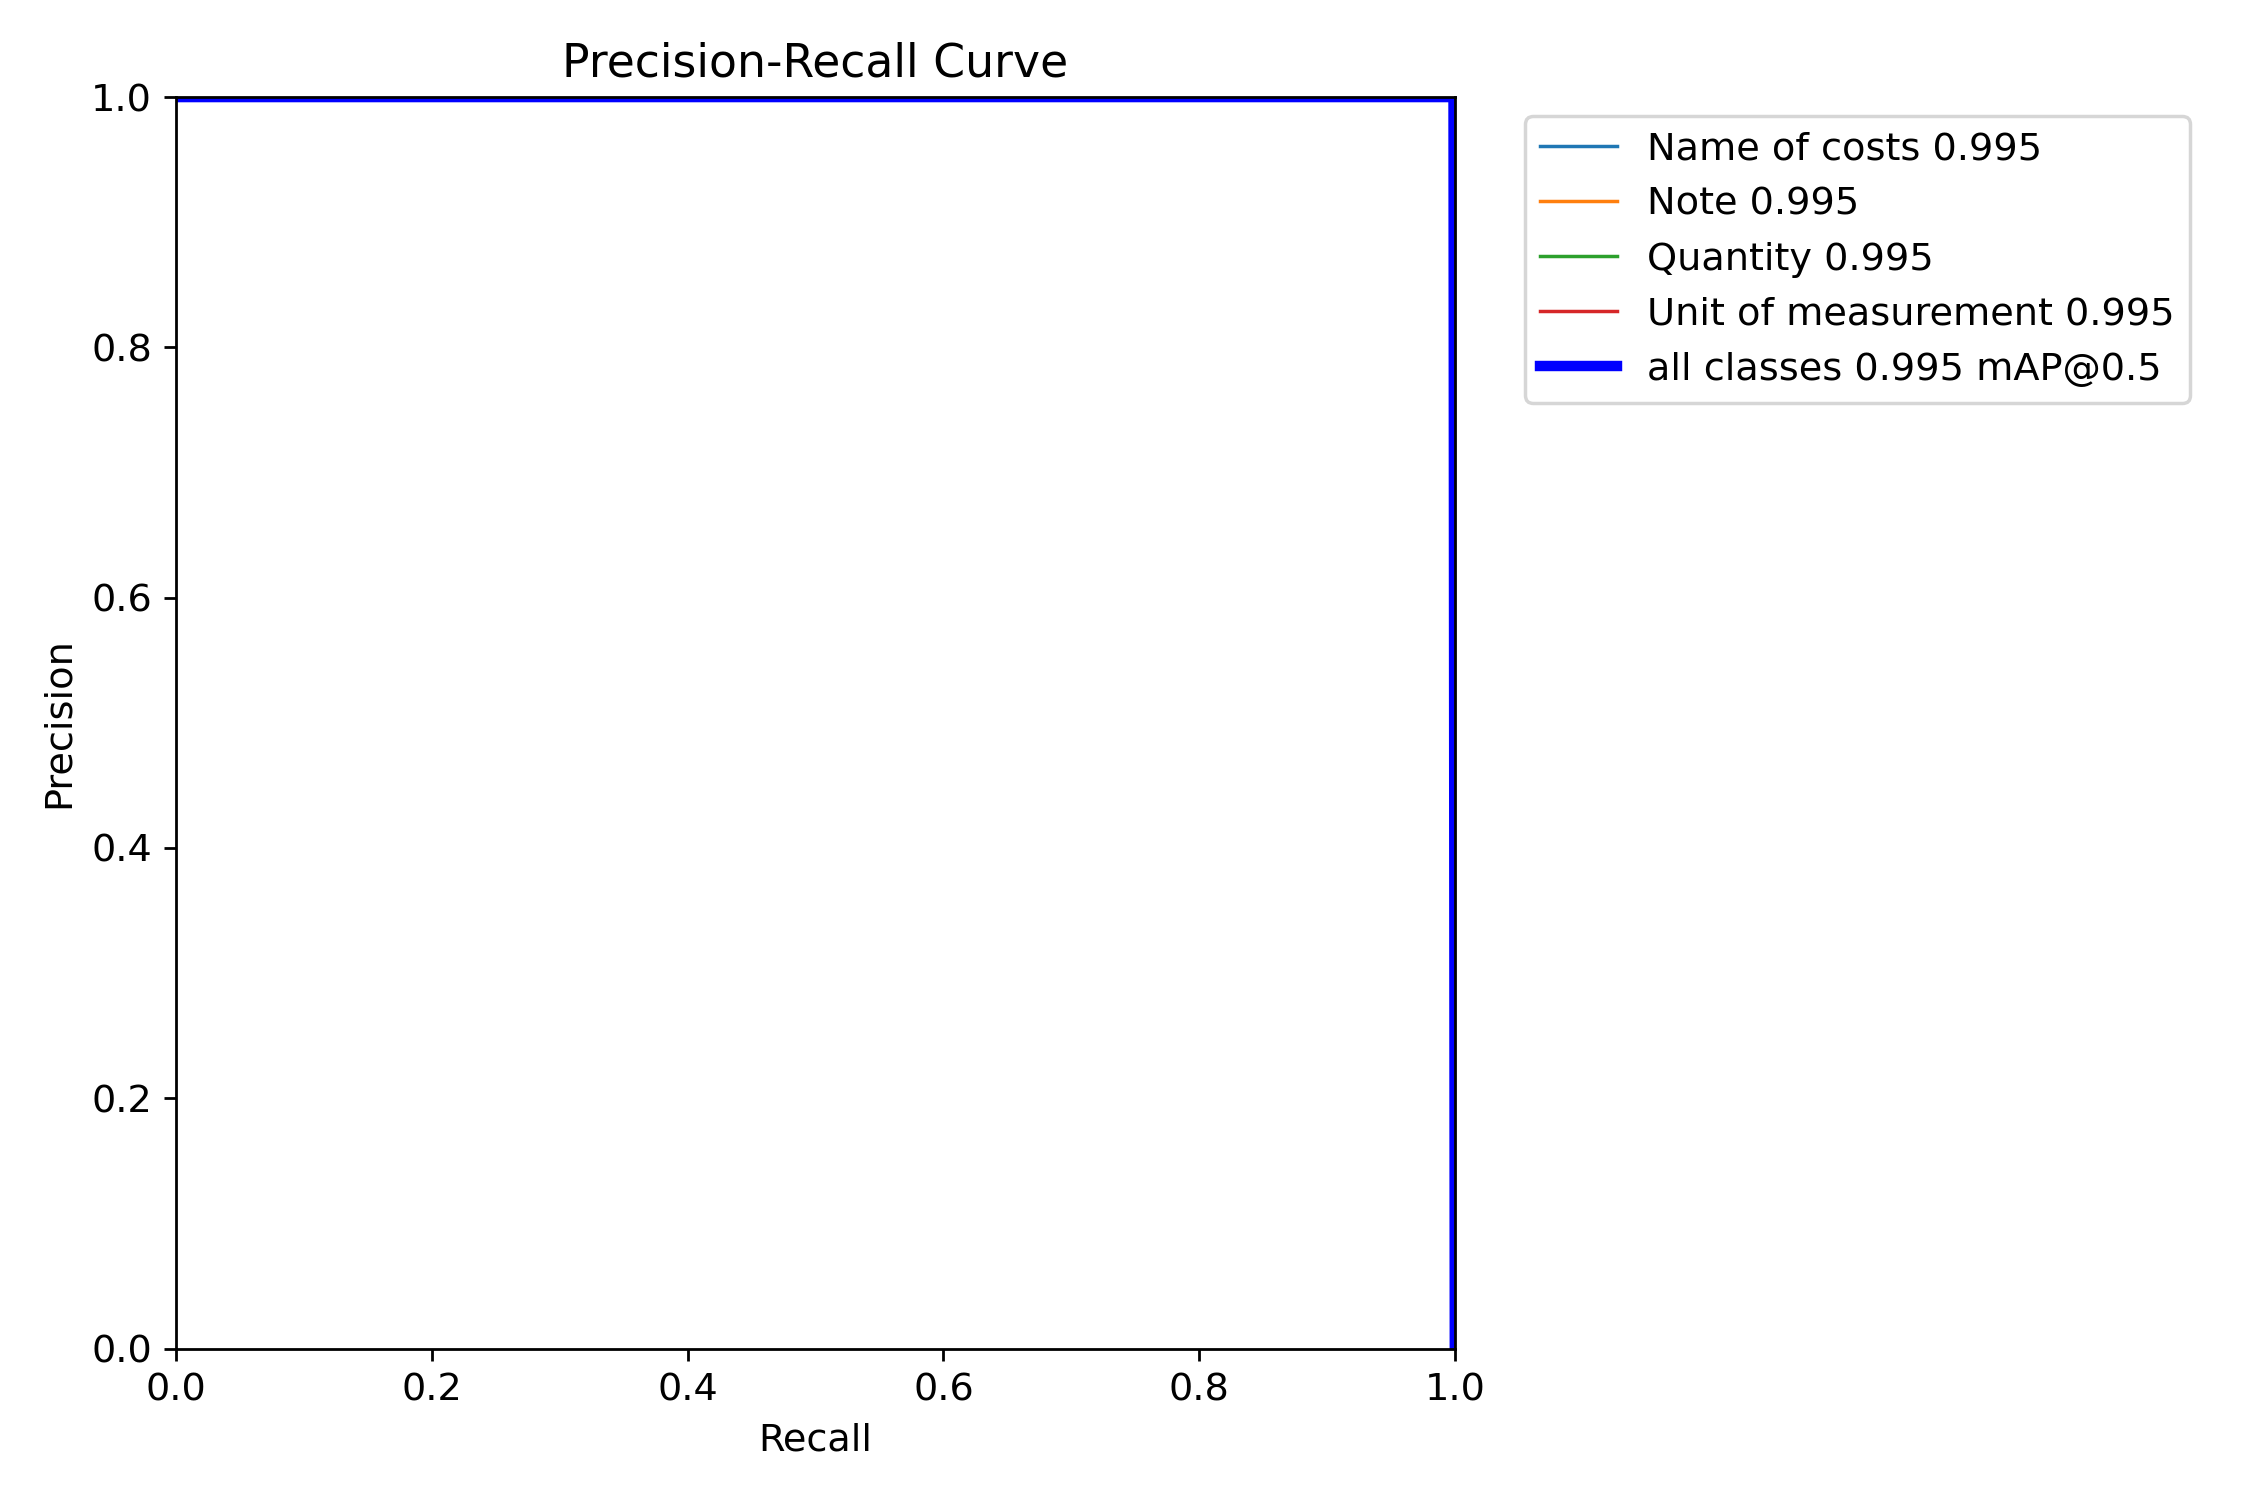 Precision-Recall Curve
1.0
0.8
0.6
0.4
0.2
0.0
Precision
0.0 0.2 0.4 0.6 0.8 1.0
Recall
Name of costs 0.995
Note 0.995
Quantity 0.995
Unit of measurement 0.995
all classes 0.995 mAP@0.5